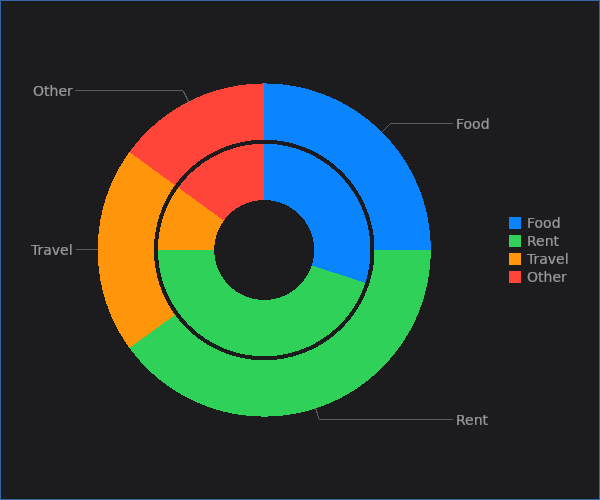 Other
Food
Travel
Rent
Food
Rent
Travel
Other